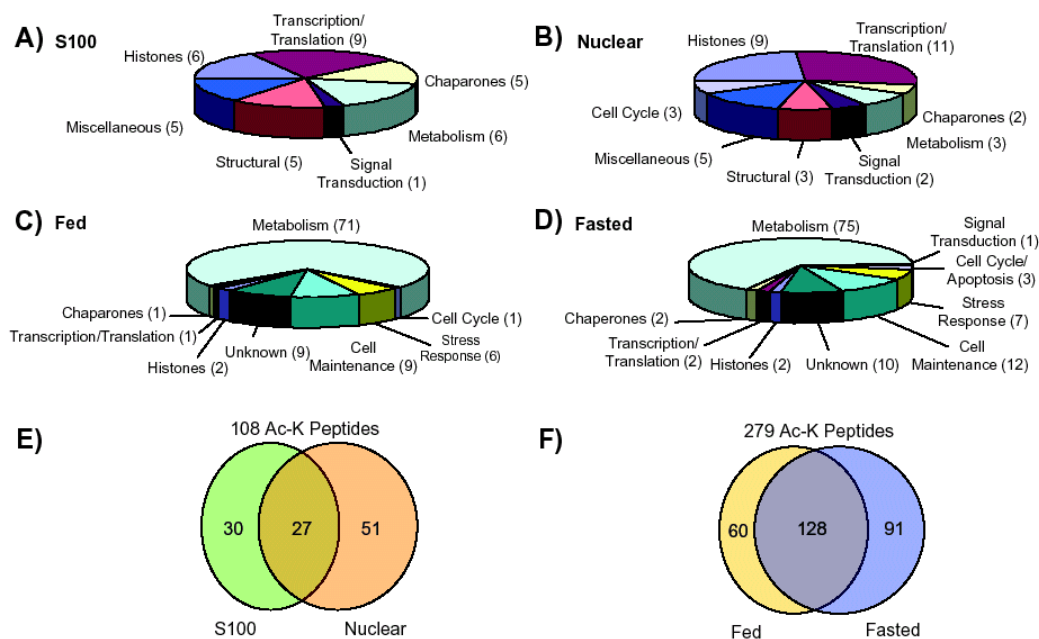 A) S100
Transcription/
Translation (9)
Histones (6)
Chaparones (5)
Miscellaneous (5)
Metabolism (6)
Structural (5)
Signal
Transduction (1)
B) Nuclear
Transcription/
Translation (11)
Histones (9)
Cell Cycle (3)
Chaparones (2)
Metabolism (3)
Miscellaneous (5)
Signal
Transduction (2)
Structural (3)
C) Fed
Metabolism (71)
Chaparones (1)
Transcription/Translation (1)
Histones (2)
Unknown (9)
Cell
Maintenance (9)
Cell Cycle (1)
Stress
Response (6)
D) Fasted
Metabolism (75)
Signal
Transduction (1)
Cell Cycle/
Apoptosis (3)
Stress
Response (7)
Chaperones (2)
Transcription/
Translation (2)
Histones (2)
Unknown (10)
Cell
Maintenance (12)
E)
108 Ac-K Peptides
30
27
51
S100
Nuclear
F)
279 Ac-K Peptides
60
128
91
Fed
Fasted